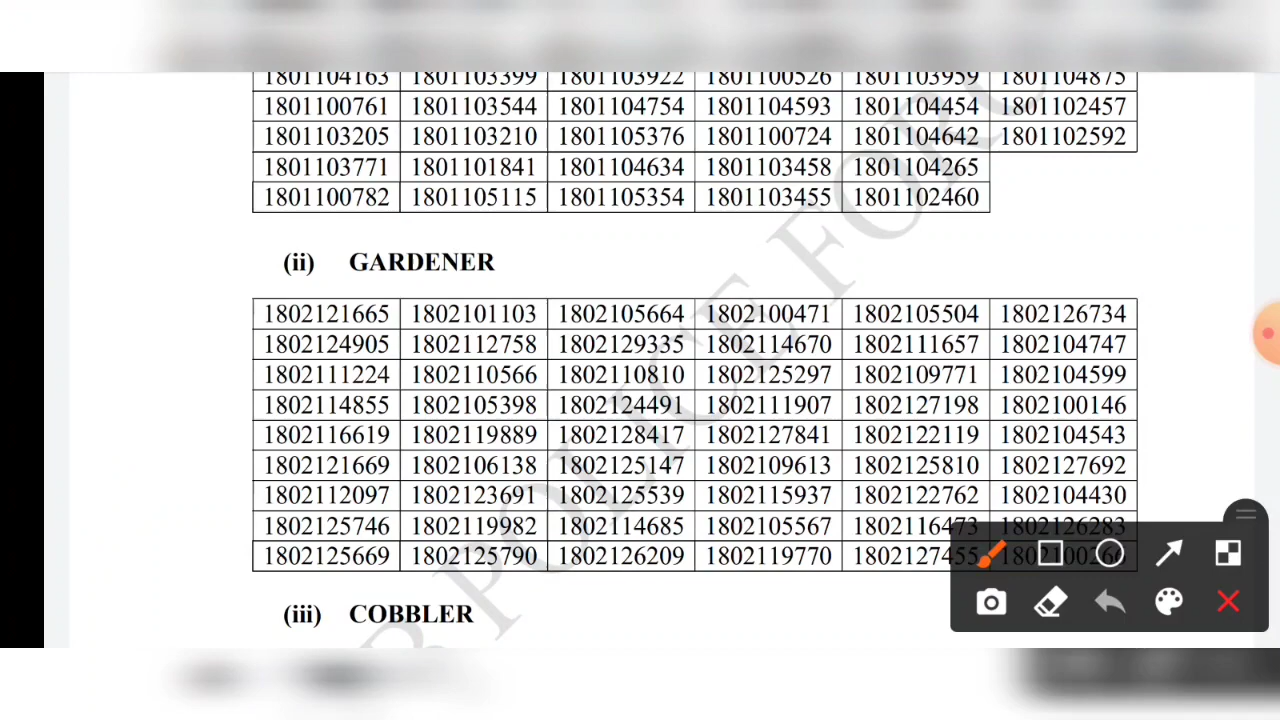 1801104163 1801103399 1801103922 1801100526 1801103959 1801104875
1801100761 1801103544 1801104754 1801104593 1801104454 1801102457
1801103205 1801103210 1801105376 1801100724 1801104642 1801102592
1801103771 1801101841 1801104634 1801103458 1801104265
1801100782 1801105115 1801105354 1801103455 1801102460
(ii) GARDENER
1802121665 1802101103 1802105664 1802100471 1802105504 1802126734
1802124905 1802112758 1802129335 1802114670 1802111657 1802104747
1802111224 1802110566 1802110810 1802125297 1802109771 1802104599
1802114855 1802105398 1802124491 1802111907 1802127198 1802100146
1802116619 1802119889 1802128417 1802127841 1802122119 1802104543
1802121669 1802106138 1802125147 1802109613 1802125810 1802127692
1802112097 1802123691 1802125539 1802115937 1802122762 1802104430
1802125746 1802119982 1802114685 1802105567 1802116473 1802126283
1802125669 1802125790 1802126209 1802119770 1802127455 1802100266
(iii) COBBLER
POLICE